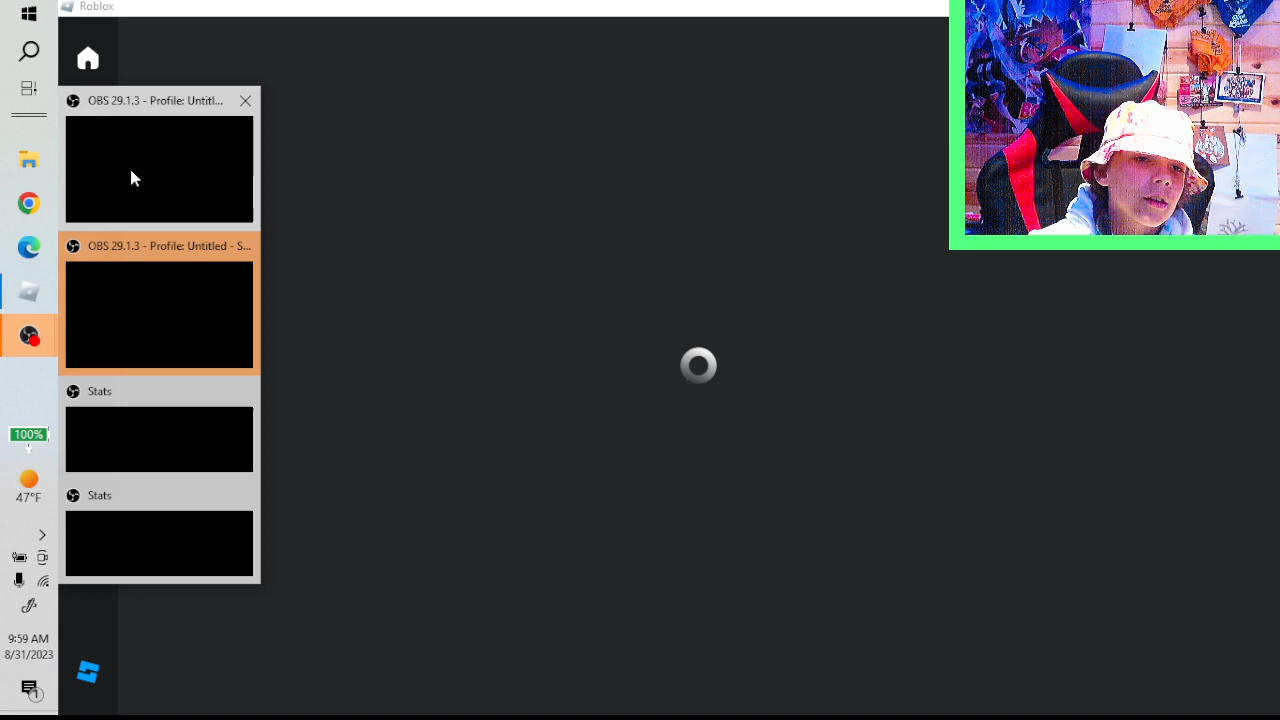 Roblox
OBS 29.1.3 - Profile: Untitl...
OBS 29.1.3 - Profile: Untitled - S...
Stats
Stats
100%
47°F
9:59 AM
8/31/2023
1